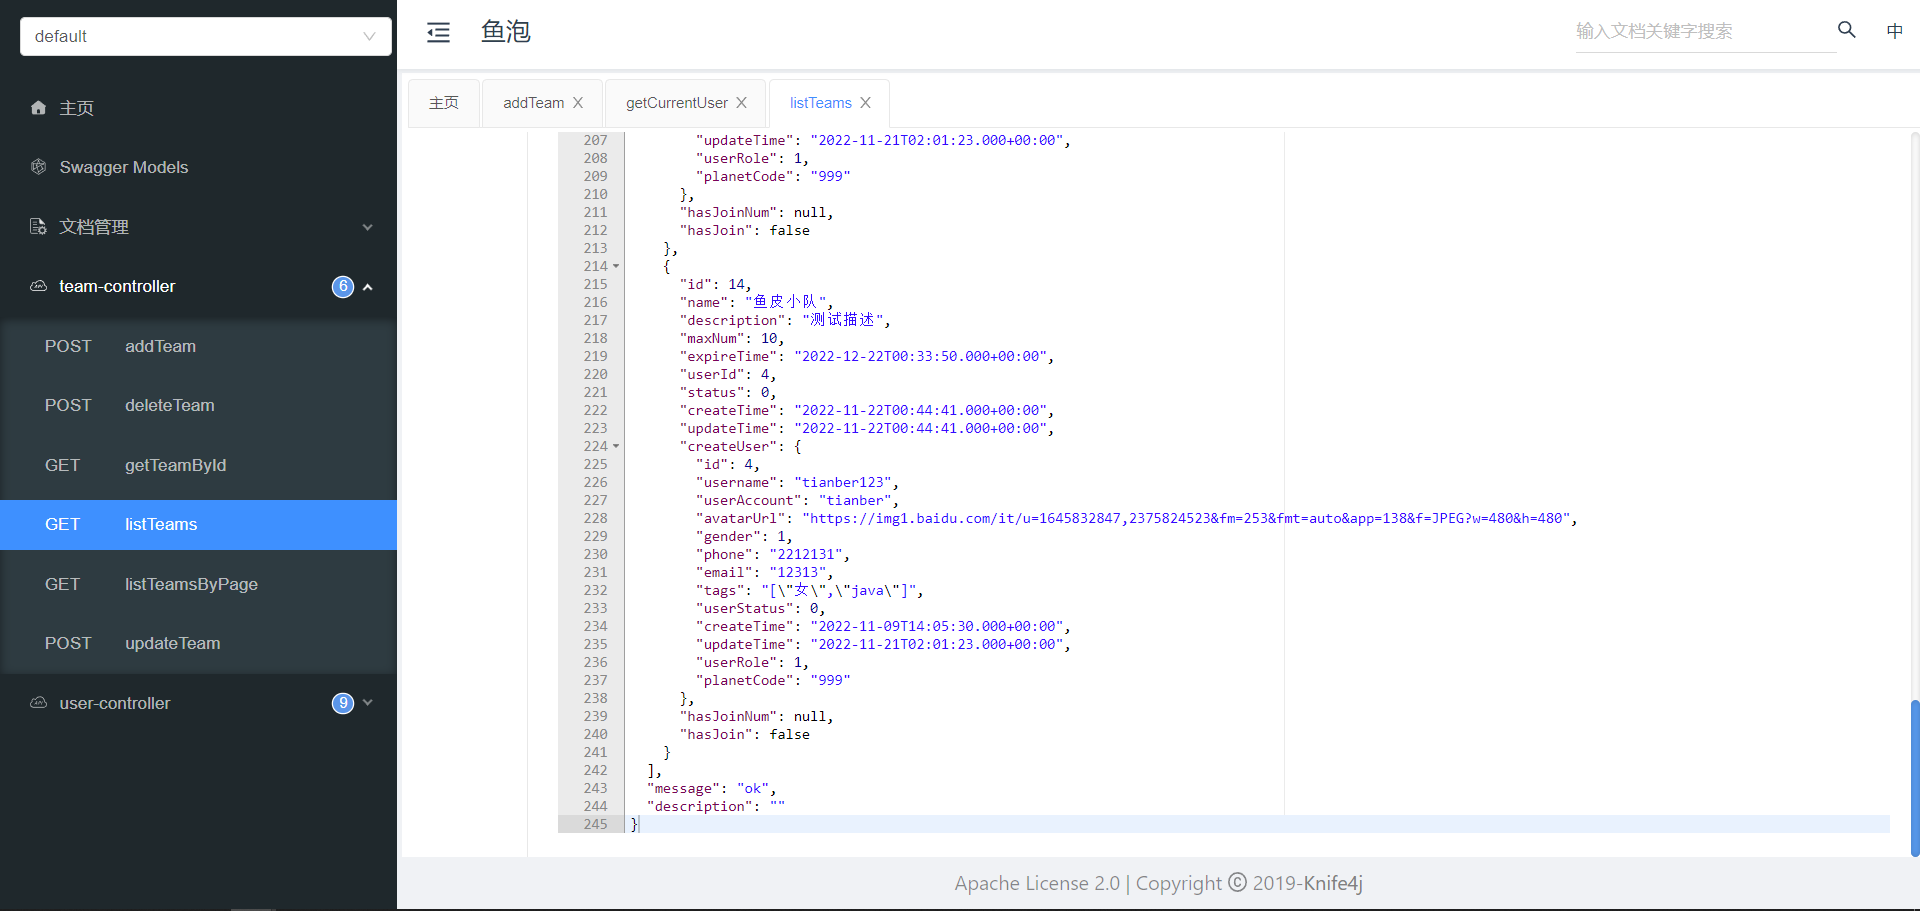 default
主页
Swagger Models
文档管理
team-controller 6
POST addTeam
POST deleteTeam
GET getTeamById
GET listTeams
GET listTeamsByPage
POST updateTeam
user-controller 9
鱼泡
输入文档关键字搜索
中
主页 addTeam getCurrentUser listTeams
207 "updateTime": "2022-11-21T02:01:23.000+00:00",
208 "userRole": 1,
209 "planetCode": "999"
210 },
211 "hasJoinNum": null,
212 "hasJoin": false
213 },
214 {
215 "id": 14,
216 "name": "鱼皮小队",
217 "description": "测试描述",
218 "maxNum": 10,
219 "expireTime": "2022-12-22T00:33:50.000+00:00",
220 "userId": 4,
221 "status": 0,
222 "createTime": "2022-11-22T00:44:41.000+00:00",
223 "updateTime": "2022-11-22T00:44:41.000+00:00",
224 "createUser": {
225 "id": 4,
226 "username": "tianber123",
227 "userAccount": "tianber",
228 "avatarUrl": "https://img1.baidu.com/it/u=1645832847,2375824523&fm=253&fmt=auto&app=138&f=JPEG?w=480&h=480",
229 "gender": 1,
230 "phone": "2212131",
231 "email": "12313",
232 "tags": "[\"女\",\"java\"]",
233 "userStatus": 0,
234 "createTime": "2022-11-09T14:05:30.000+00:00",
235 "updateTime": "2022-11-21T02:01:23.000+00:00",
236 "userRole": 1,
237 "planetCode": "999"
238 },
239 "hasJoinNum": null,
240 "hasJoin": false
241 }
242 ],
243 "message": "ok",
244 "description": ""
245 }
Apache License 2.0 | Copyright © 2019-Knife4j